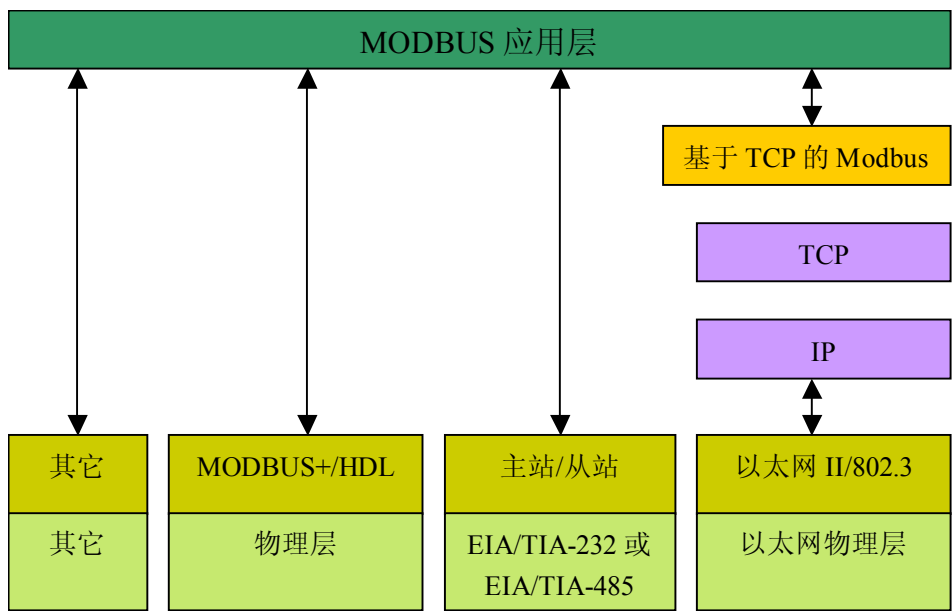 MODBUS 应用层
基于 TCP 的 Modbus
TCP
IP
其它
MODBUS+/HDL
主站/从站
以太网 II/802.3
其它
物理层
EIA/TIA-232 或
EIA/TIA-485
以太网物理层